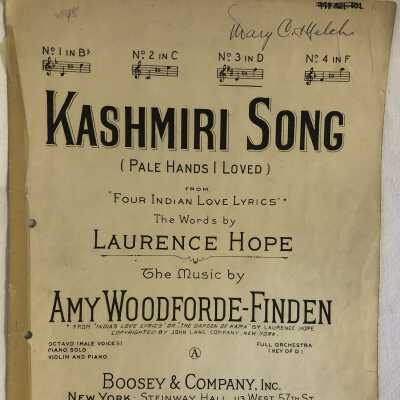 Nº 1 IN B♭ Nº 2 IN C Nº 3 IN D Nº 4 IN F
KASHMIRI SONG
(PALE HANDS I LOVED)
FROM
"FOUR INDIAN LOVE LYRICS" *
The Words by
LAURENCE HOPE
The Music by
AMY WOODFORDE-FINDEN
* FROM "INDIA'S LOVE LYRICS" OR "THE GARDEN OF KAMA" BY LAURENCE HOPE
COPYRIGHTED BY JOHN LANE COMPANY, NEW YORK.
OCTAVO (MALE VOICES)
PIANO SOLO
VIOLIN AND PIANO
A
FULL ORCHESTRA
(KEY OF D)
BOOSEY & COMPANY, INC.
NEW YORK: STEINWAY HALL, 113 WEST 57TH ST.